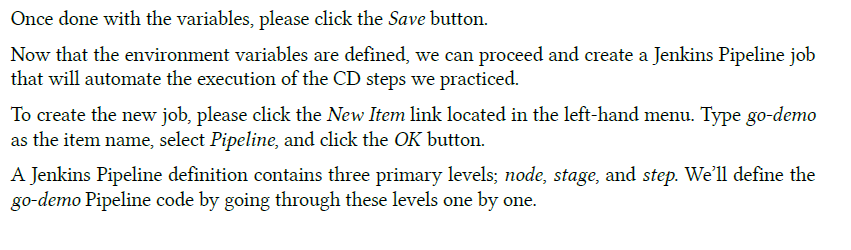 Once done with the variables, please click the Save button.
Now that the environment variables are defined, we can proceed and create a Jenkins Pipeline job
that will automate the execution of the CD steps we practiced.
To create the new job, please click the New Item link located in the left-hand menu. Type go-demo
as the item name, select Pipeline, and click the OK button.
A Jenkins Pipeline definition contains three primary levels; node, stage, and step. We’ll define the
go-demo Pipeline code by going through these levels one by one.